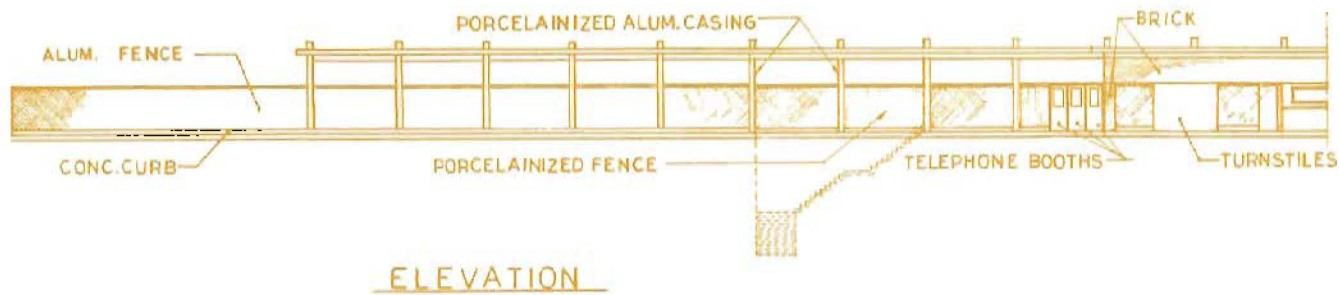 PORCELAINIZED ALUM. CASING
BRICK
ALUM. FENCE
CONC. CURB
PORCELAINIZED FENCE
TELEPHONE BOOTHS
TURNSTILES
ELEVATION